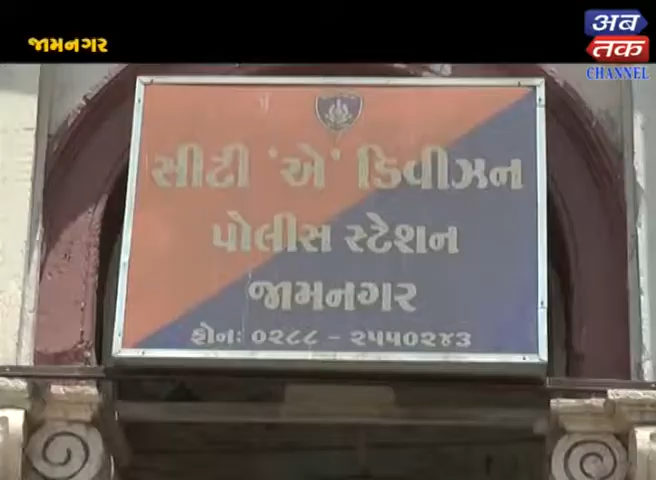 જામનગર
અબ
તક
CHANNEL
સીટી 'એ' ડિવીઝન
પોલીસ સ્ટેશન
જામનગર
ફોનઃ ૦૨૮૮ - ૨૫૫૦૨૪૩